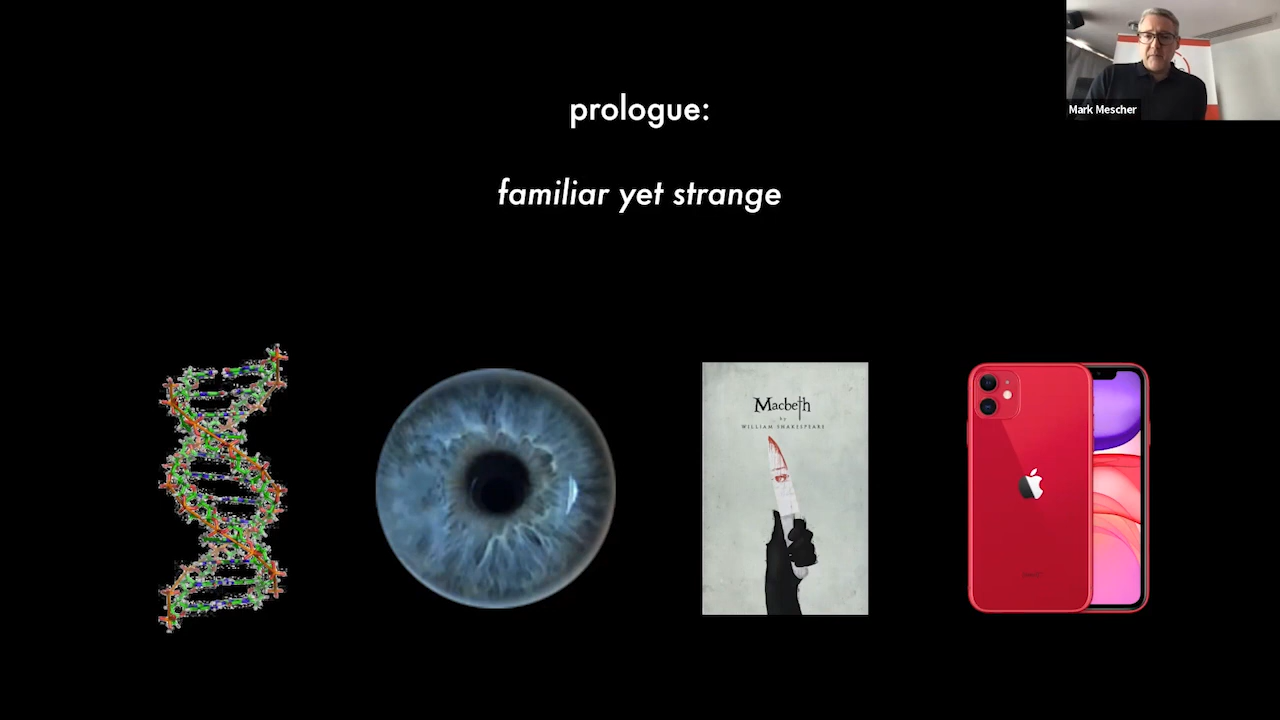 prologue:
familiar yet strange
Mark Mescher
Macbeth
by
WILLIAM SHAKESPEARE